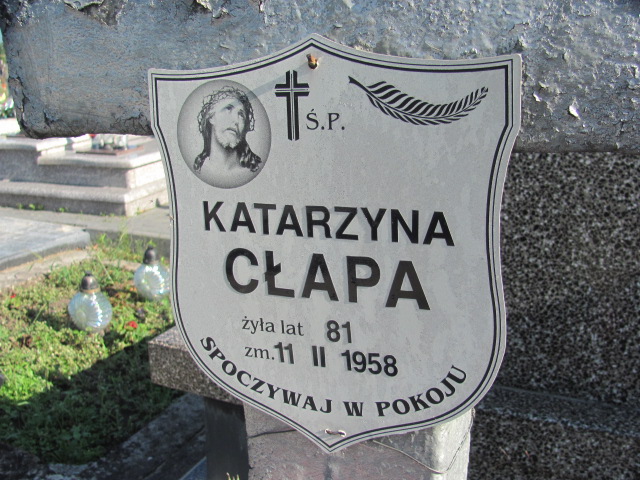 Ś.P.
KATARZYNA
CŁAPA
żyła lat 81
zm. 11 II 1958
SPOCZYWAJ W POKOJU